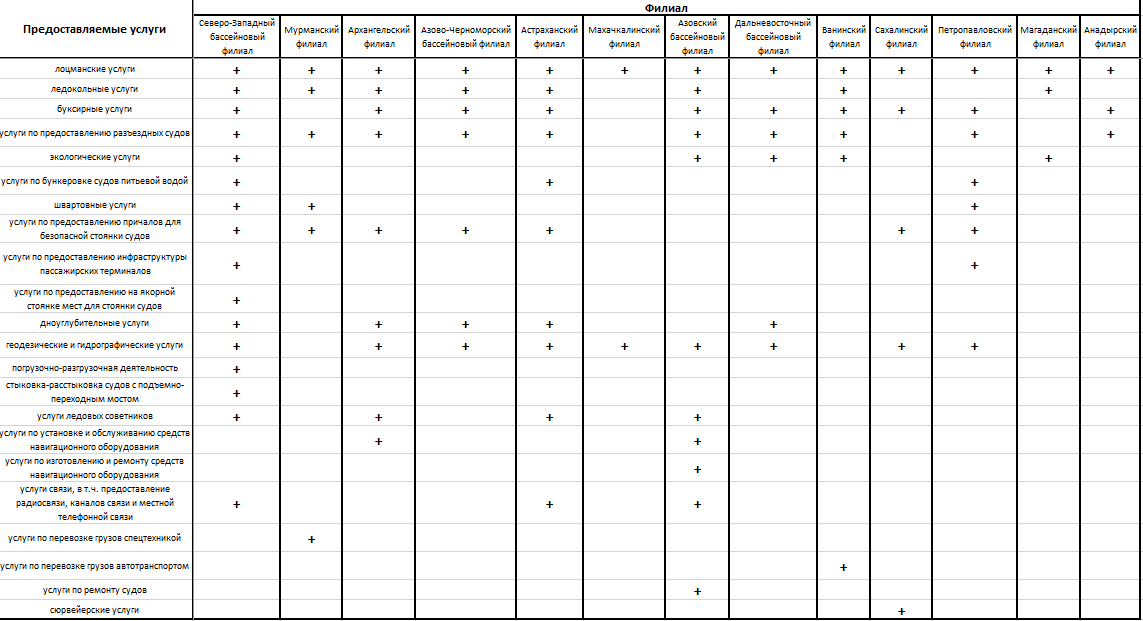 Филиал
Предоставляемые услуги
Северо-Западный
бассейновый
филиал
Мурманский
филиал
Архангельский
филиал
Азово-Черноморский
бассейновый филиал
Астраханский
филиал
Махачкалинский
филиал
Азовский
бассейновый
филиал
Дальневосточный
бассейновый
филиал
Ванинский
филиал
Сахалинский
филиал
Петропавловский
филиал
Магаданский
филиал
Анадырский
филиал
лоцманские услуги + + + + + + + + + + + + +
ледокольные услуги + + + + + + + +
буксирные услуги + + + + + + + + + +
услуги по предоставлению разъездных судов + + + + + + + + + +
экологические услуги + + + + +
услуги по бункеровке судов питьевой водой + + +
швартовные услуги + + +
услуги по предоставлению причалов для
безопасной стоянки судов + + + + + + +
услуги по предоставлению инфраструктуры
пассажирских терминалов + +
услуги по предоставлению на якорной
стоянке мест для стоянки судов +
дноуглубительные услуги + + + + +
геодезические и гидрографические услуги + + + + + + + + +
погрузочно-разгрузочная деятельность +
стыковка-расстыковка судов с подъемно-
переходным мостом +
услуги ледовых советников + + + +
услуги по установке и обслуживанию средств
навигационного оборудования + +
услуги по изготовлению и ремонту средств
навигационного оборудования +
услуги связи, в т.ч. предоставление
радиосвязи, каналов связи и местной
телефонной связи + + +
услуги по перевозке грузов спецтехникой +
услуги по перевозке грузов автотранспортом +
услуги по ремонту судов +
сюрвейерские услуги +